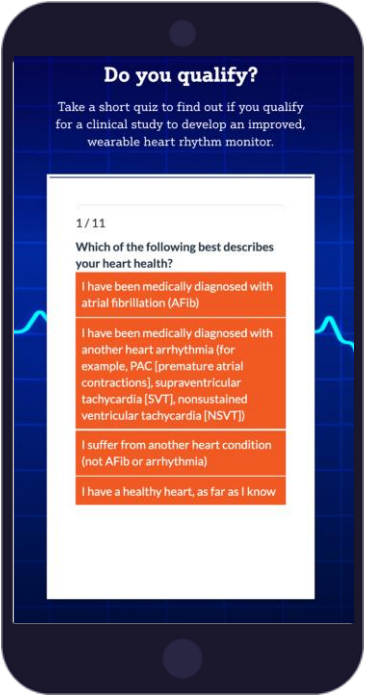 Do you qualify?
Take a short quiz to find out if you qualify
for a clinical study to develop an improved,
wearable heart rhythm monitor.
1 / 11
Which of the following best describes
your heart health?
I have been medically diagnosed with
atrial fibrillation (AFib)
I have been medically diagnosed with
another heart arrhythmia (for
example, PAC [premature atrial
contractions], supraventricular
tachycardia [SVT], nonsustained
ventricular tachycardia [NSVT])
I suffer from another heart condition
(not AFib or arrhythmia)
I have a healthy heart, as far as I know